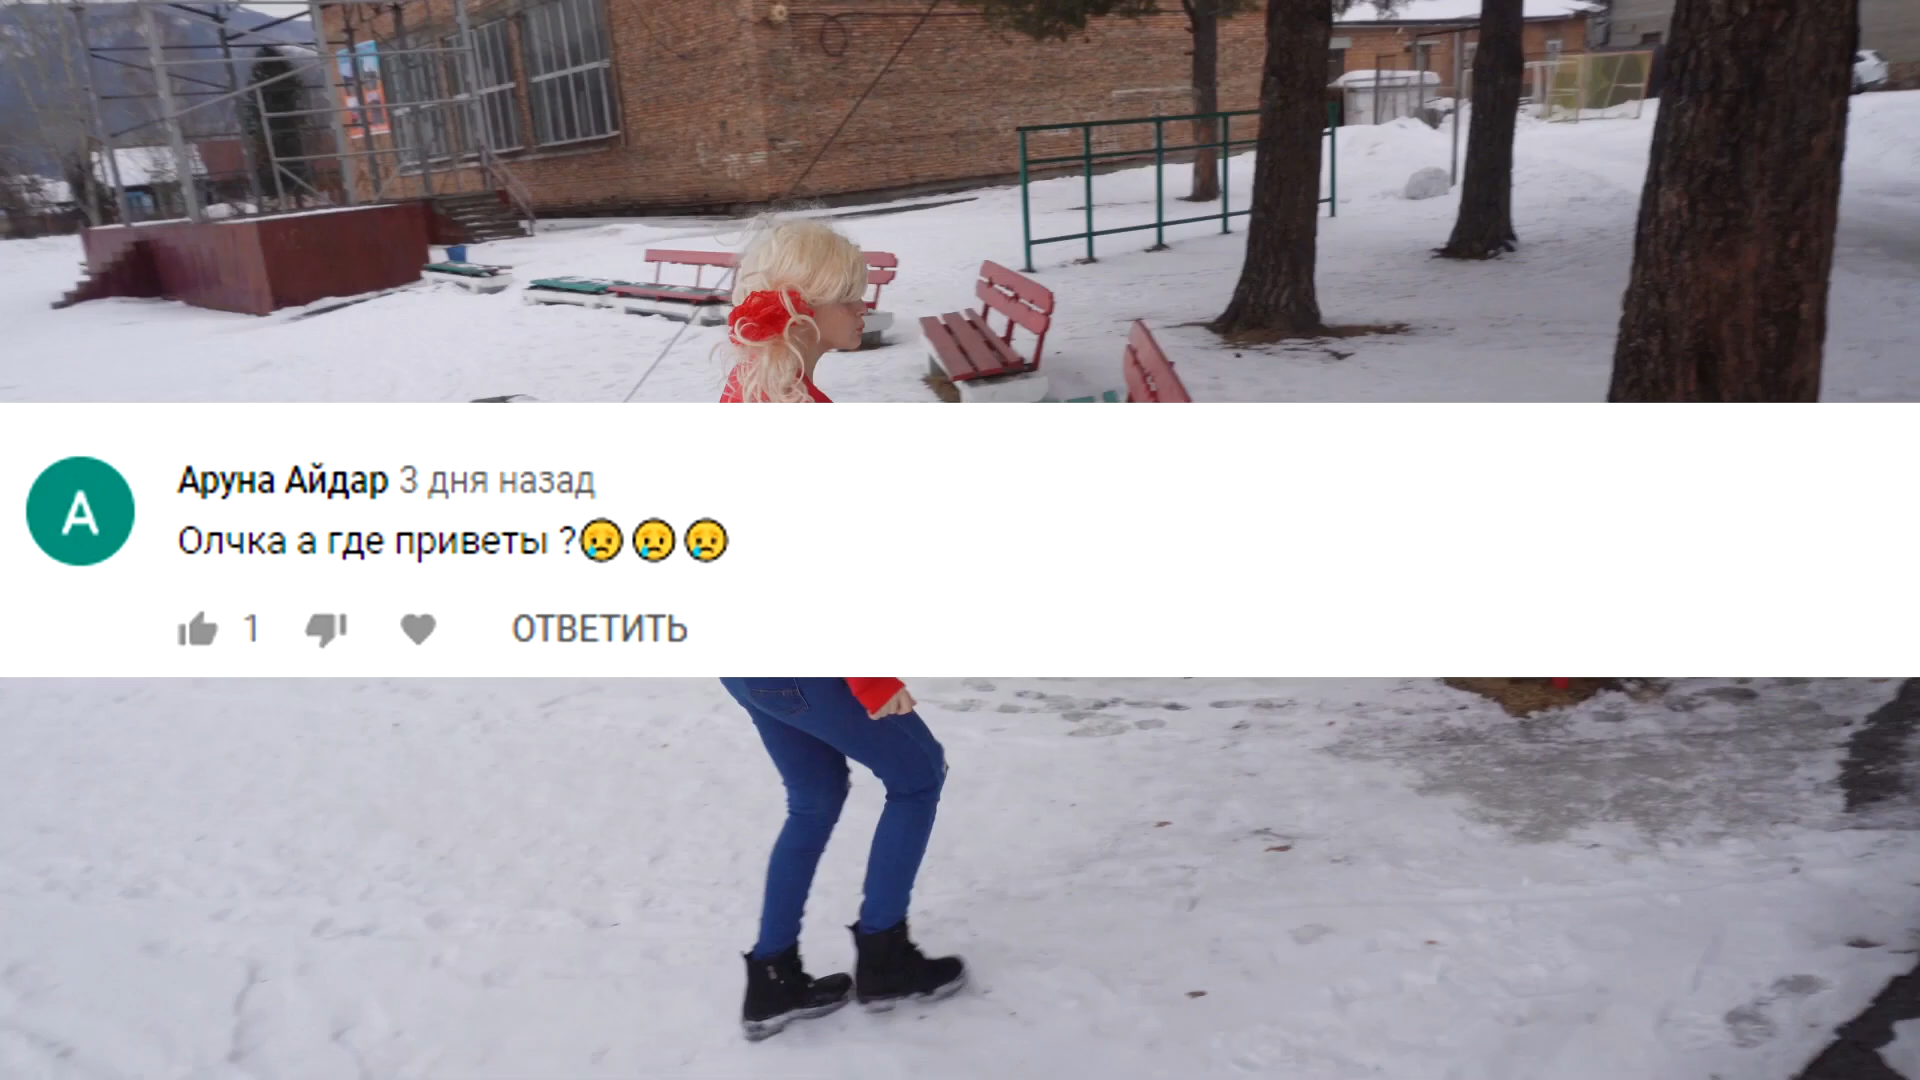 А
Аруна Айдар 3 дня назад
Олчка а где приветы ?😥😥😥
1
ОТВЕТИТЬ